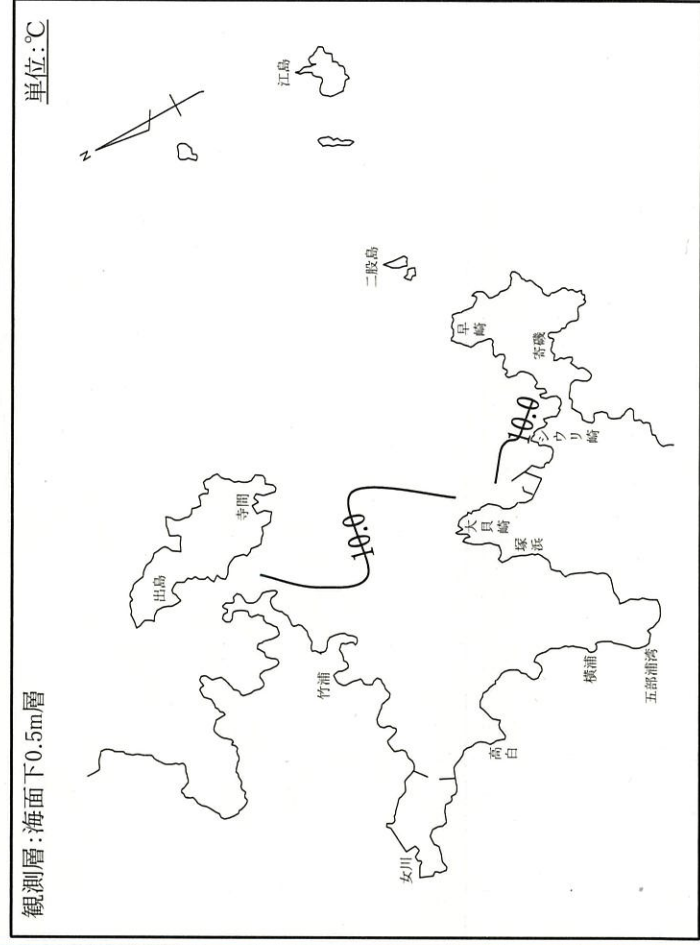 観測層:海面下0.5m層
単位:℃
N
江島
二股島
早崎
寄磯
10.0
シウリ崎
寺間
出島
10.0
大貝崎
塚浜
竹浦
横浦
五部浦湾
高白
女川